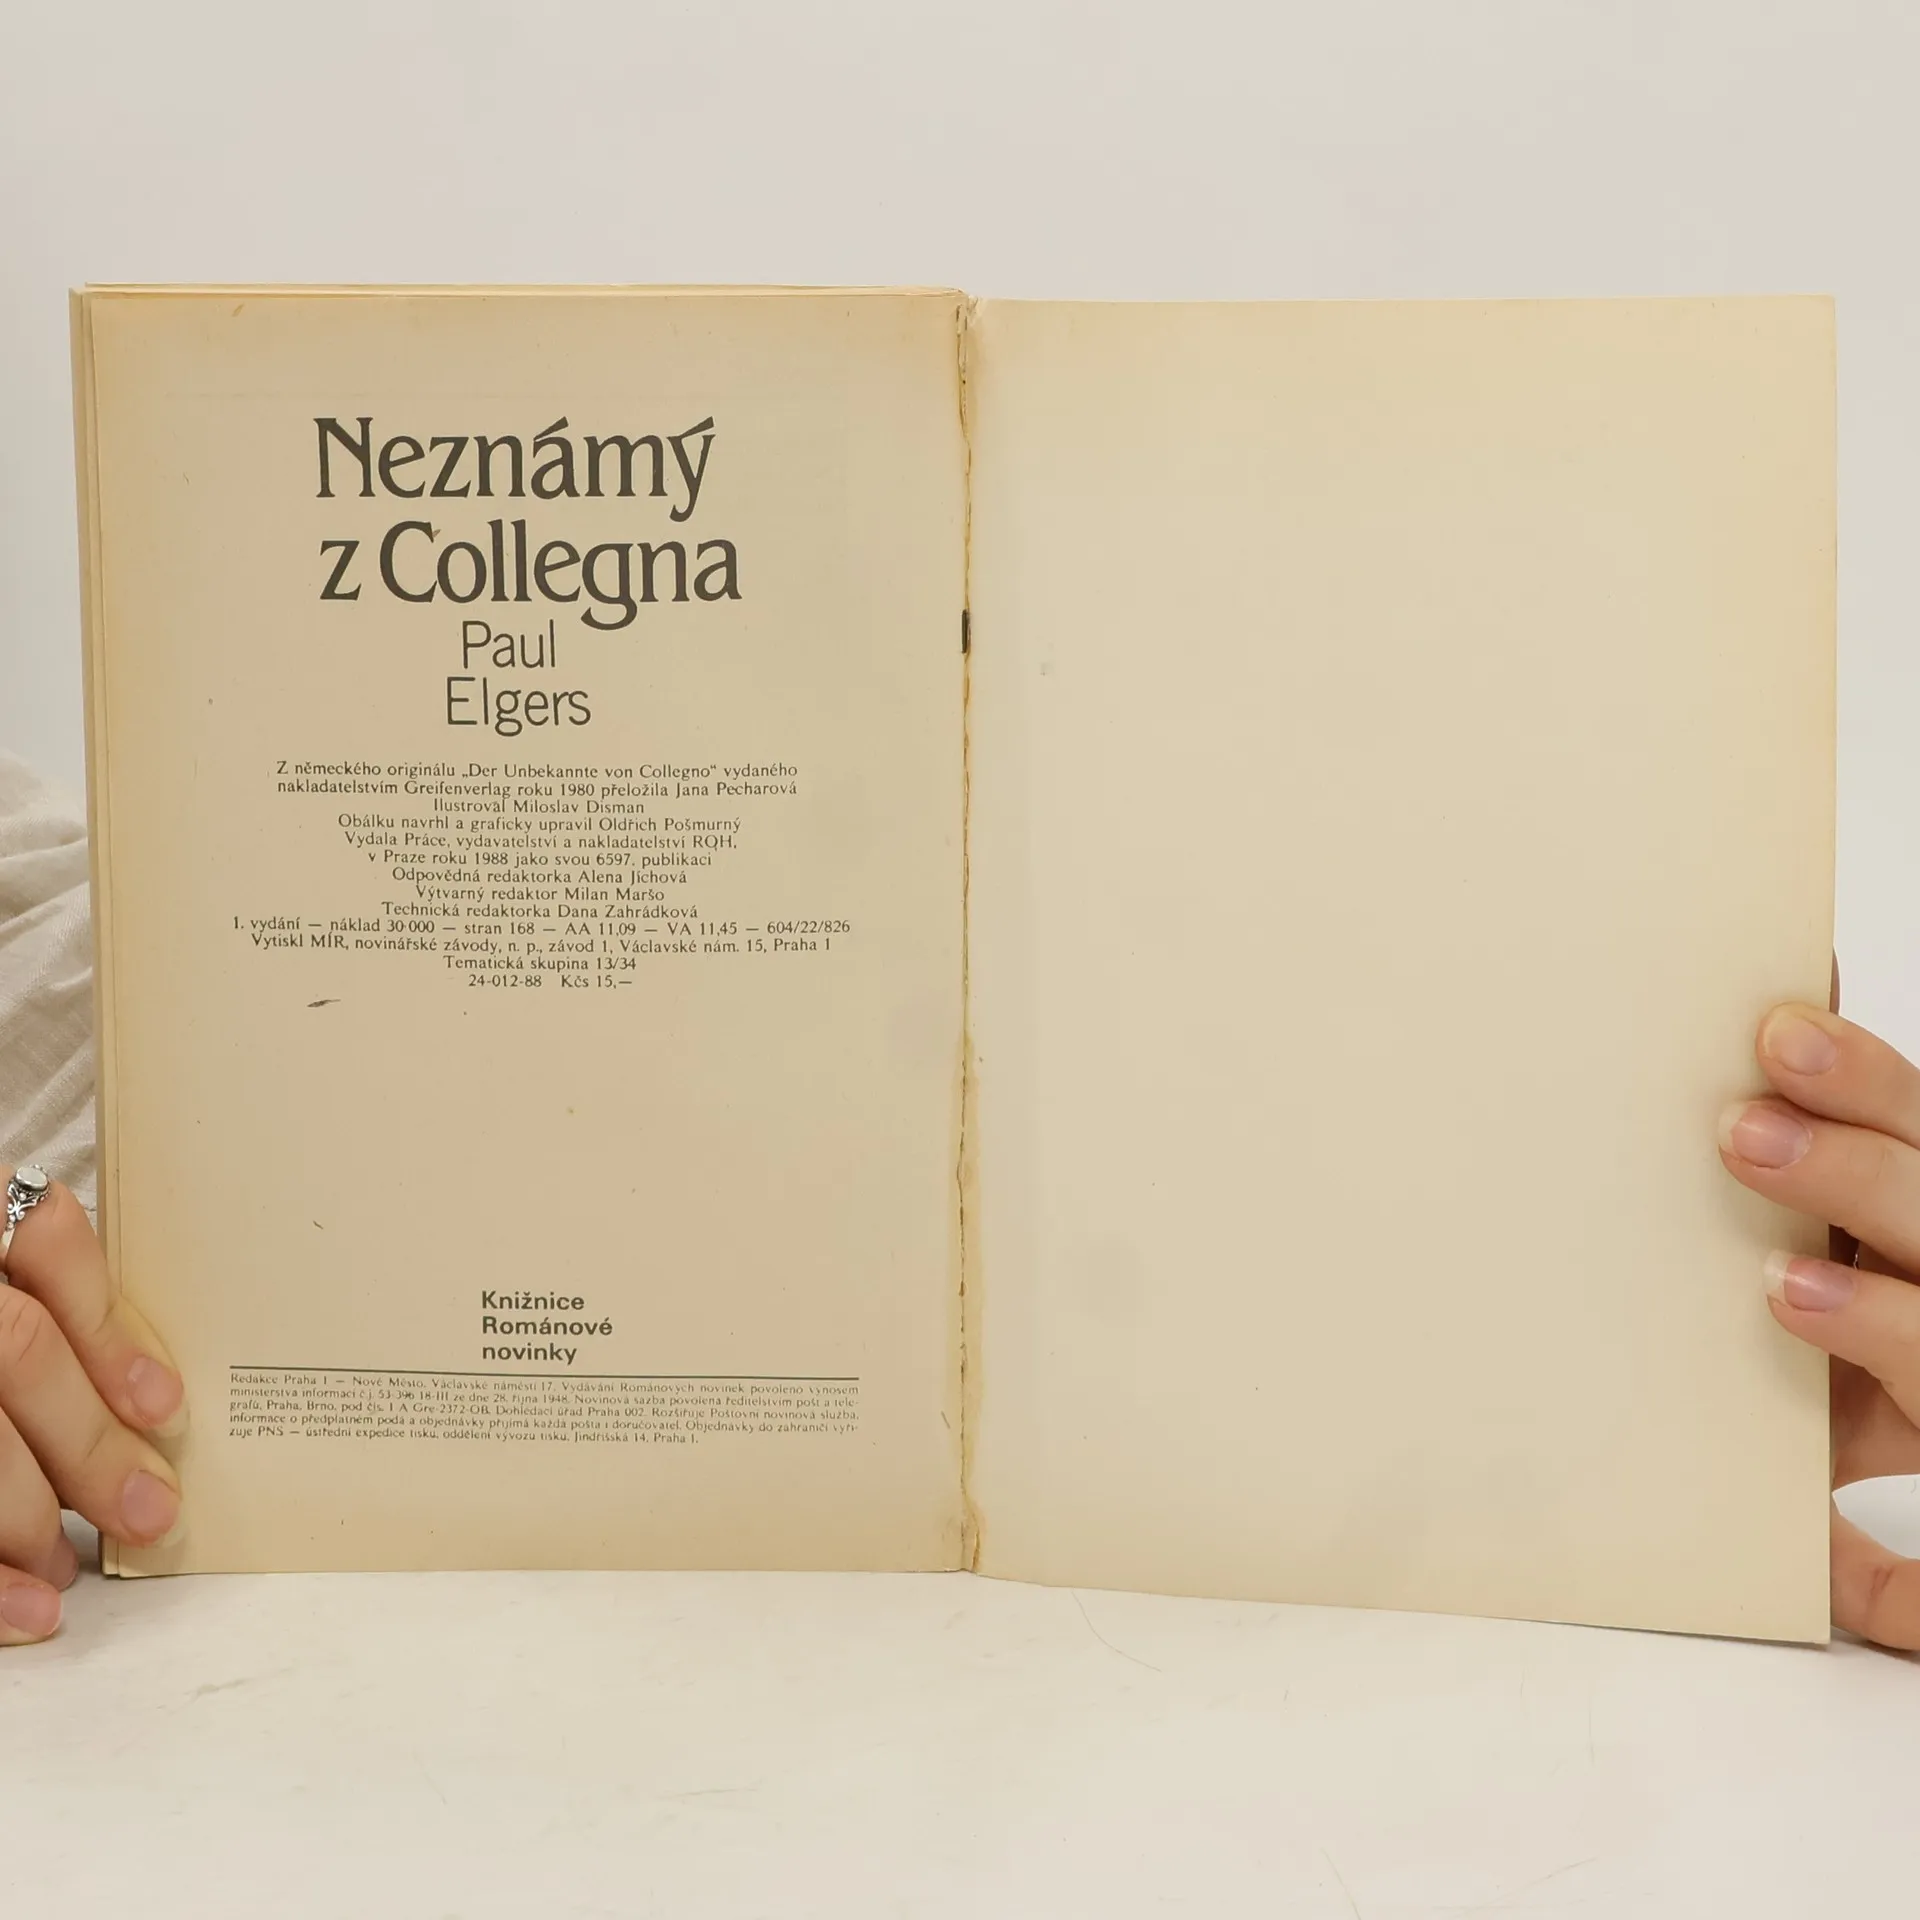 Neznámý
z Collegna
Paul
Elgers
Z německého originálu „Der Unbekannte von Collegno“ vydaného
nakladatelstvím Greifenverlag roku 1980 přeložila Jana Pecharová
Ilustroval Miloslav Disman
Obálku navrhl a graficky upravil Oldřich Pošmurný
Vydala Práce, vydavatelství a nakladatelství ROH,
v Praze roku 1988 jako svou 6597. publikaci
Odpovědná redaktorka Alena Jíchová
Výtvarný redaktor Milan Maršo
Technická redaktorka Dana Zahrádková
1. vydání — náklad 30 000 — stran 168 — AA 11,09 — VA 11,45 — 604/22/826
Vytiskl MÍR, novinářské závody, n. p., závod 1, Václavské nám. 15, Praha 1
Tematická skupina 13/34
24-012-88 Kčs 15,—
Knižnice
Románové
novinky
Redakce Praha 1 — Nové Město, Václavské náměstí 17. Vydávání Románových novinek povoleno výnosem
ministerstva informací č.j. 53 396 18-III ze dne 28. října 1948. Novinová sazba povolena ředitelstvím pošt a tele-
grafů, Praha, Brno, pod čís. 1 A Gre-2372-OB. Dohlédací úřad Praha 002. Rozšiřuje Poštovní novinová služba,
informace o předplatném podá a objednávky přijímá každá pošta i doručovatel. Objednávky do zahraničí vyři-
zuje PNS — ústřední expedice tisku, oddělení vývozu tisku, Jindřišská 14, Praha 1.